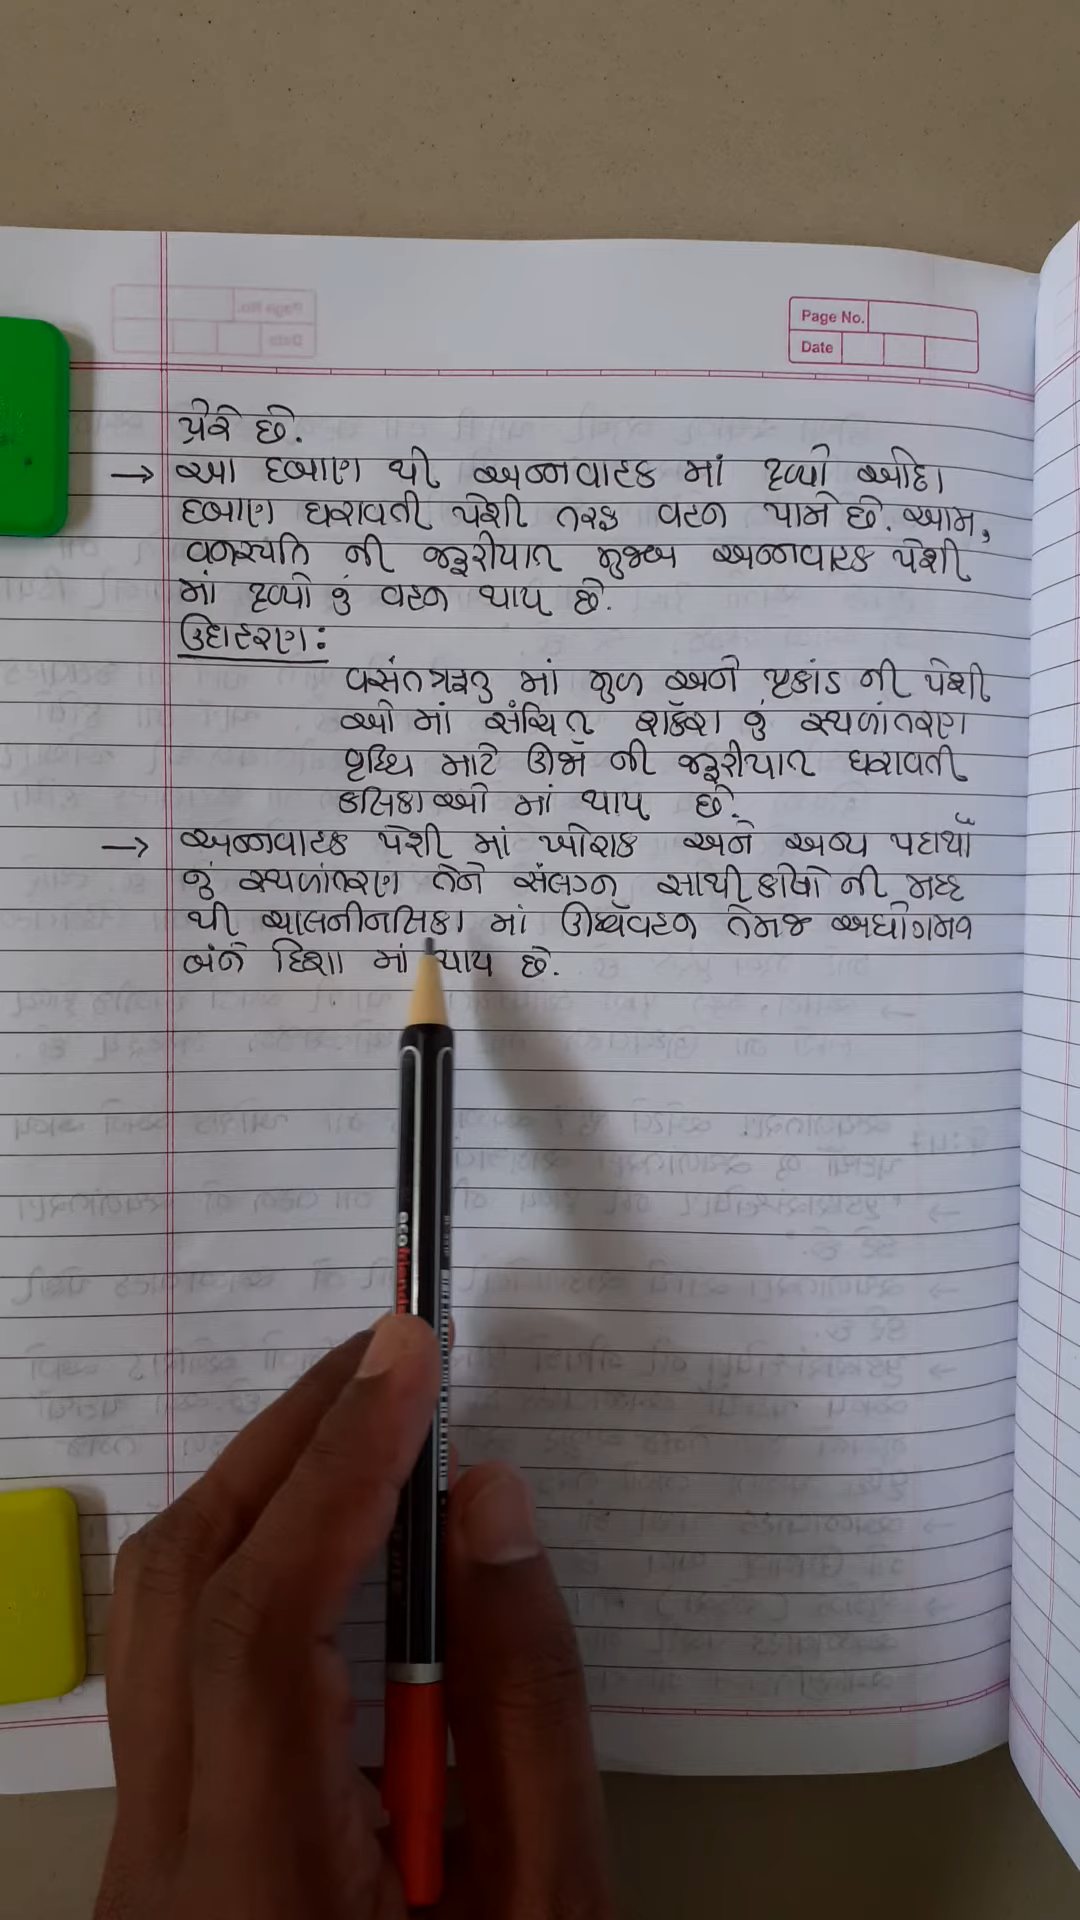 Page No.
Date
પ્રેરે છે.
→ આ દબાણ થી અન્નવાહક માં દ્રવ્યો ઓછા
દબાણ ધરાવતી પેશી તરફ વહન પામે છે. આમ,
વનસ્પતિ ની જરૂરીયાત મુજબ અન્નવાહક પેશી
માં દ્રવ્યો નું વહન થાય છે.
ઉદાહરણ:
વસંતઋતુ માં મુળ અને પ્રકાંડ ની પેશી
ઓ માં સંચિત શર્કરા નું સ્થળાંતરણ
વૃધ્ધિ માટે ઊર્જા ની જરૂરીયાત ધરાવતી
કલિકા ઓ માં થાય છે.
→ અન્નવાહક પેશી માં ખોરાક અને અન્ય પદાર્થો
નું સ્થળાંતરણ તેને સંલગ્ન સાથીકોષો ની મદદ
થી ચાલનીનલિકા માં ઊર્ધ્વવહન તેમજ અધોગમન
બંને દિશા માં થાય છે.